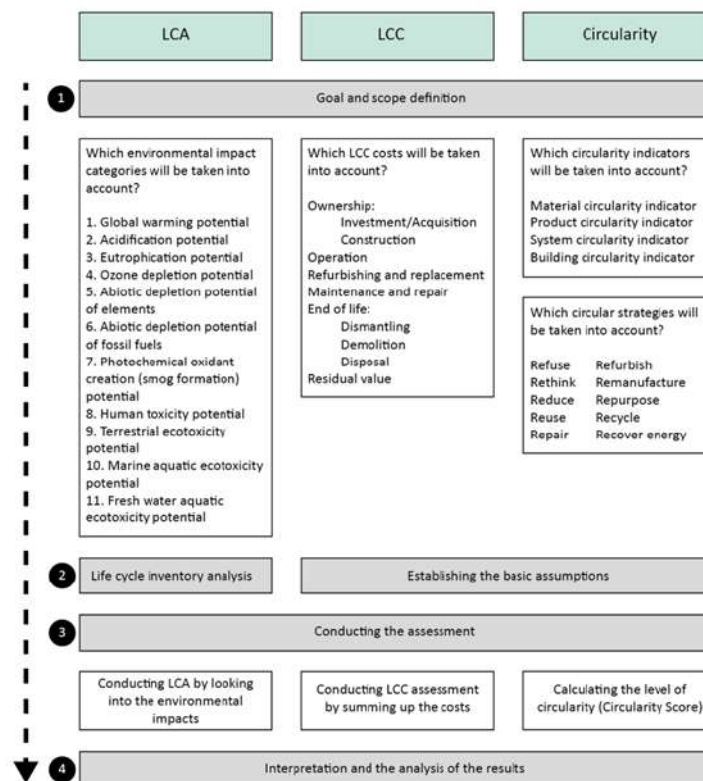 LCA
LCC
Circularity
1
Goal and scope definition
Which environmental impact
categories will be taken into
account?
1. Global warming potential
2. Acidification potential
3. Eutrophication potential
4. Ozone depletion potential
5. Abiotic depletion potential
of elements
6. Abiotic depletion potential
of fossil fuels
7. Photochemical oxidant
creation (smog formation)
potential
8. Human toxicity potential
9. Terrestrial ecotoxicity
potential
10. Marine aquatic ecotoxicity
potential
11. Fresh water aquatic
ecotoxicity potential
Which LCC costs will be taken
into account?
Ownership:
Investment/Acquisition
Construction
Operation
Refurbishing and replacement
Maintenance and repair
End of life:
Dismantling
Demolition
Disposal
Residual value
Which circularity indicators
will be taken into account?
Material circularity indicator
Product circularity indicator
System circularity indicator
Building circularity indicator
Which circular strategies will
be taken into account?
Refuse Refurbish
Rethink Remanufacture
Reduce Repurpose
Reuse Recycle
Repair Recover energy
2
Life cycle inventory analysis
Establishing the basic assumptions
3
Conducting the assessment
Conducting LCA by looking
into the environmental
impacts
Conducting LCC assessment
by summing up the costs
Calculating the level of
circularity (Circularity Score)
4
Interpretation and the analysis of the results